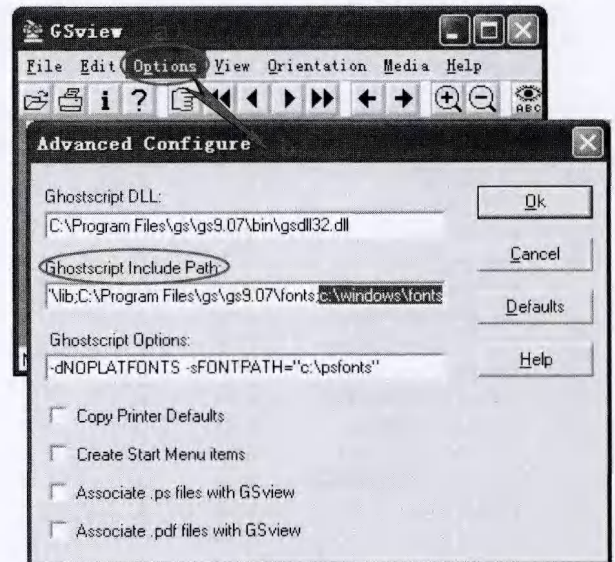 GSview
File Edit Options View Orientation Media Help
ABC
Advanced Configure
Ghostscript DLL:
C:\Program Files\gs\gs9.07\bin\gsdll32.dll
Ok
Ghostscript Include Path:
\lib;C:\Program Files\gs\gs9.07\fonts;c:\windows\fonts
Cancel
Defaults
Ghostscript Options:
-dNOPLATFONTS -sFONTPATH="c:\psfonts"
Help
Copy Printer Defaults
Create Start Menu items
Associate .ps files with GSview
Associate .pdf files with GSview